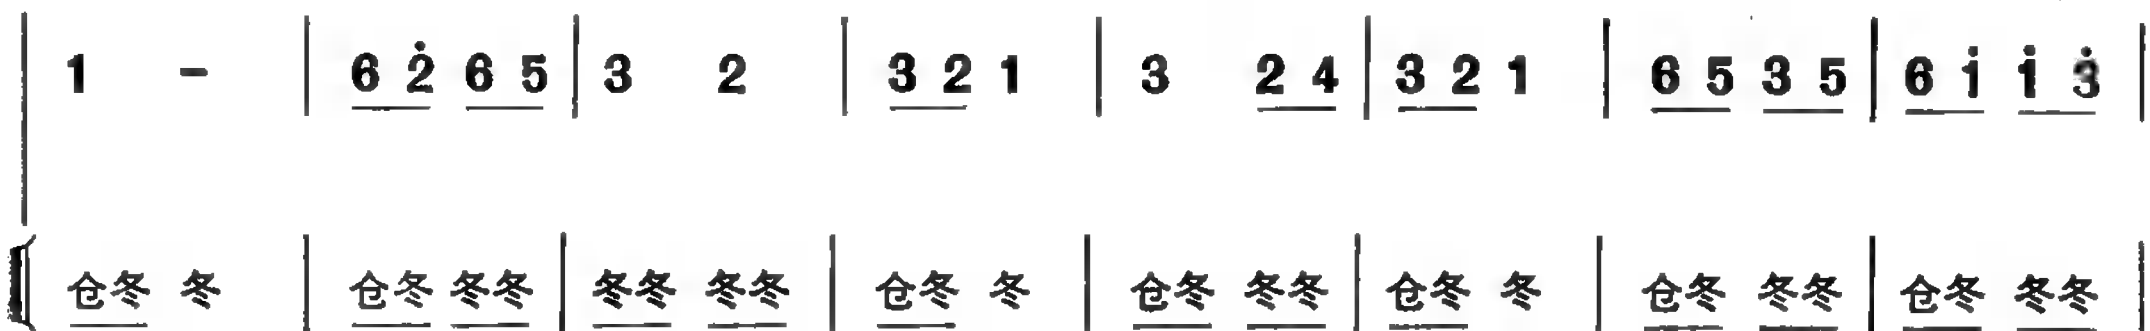 1 - | 6 2̇ 6 5 | 3 2 | 3 2 1 | 3 2 4 | 3 2 1 | 6 5 3 5 | 6 i i 3̇ |
仓冬 冬 | 仓冬 冬冬 | 冬冬 冬冬 | 仓冬 冬 | 仓冬 冬冬 | 仓冬 冬 | 仓冬 冬冬 | 仓冬 冬冬 |